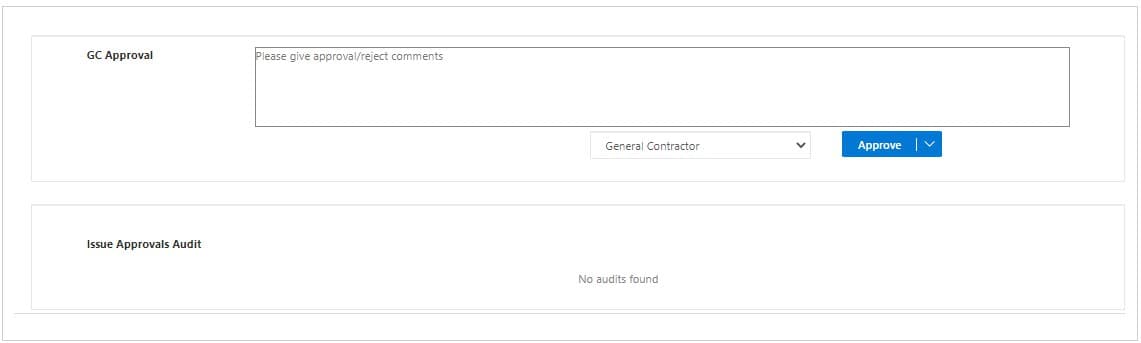 GC Approval
Please give approval/reject comments
General Contractor
Approve
Issue Approvals Audit
No audits found